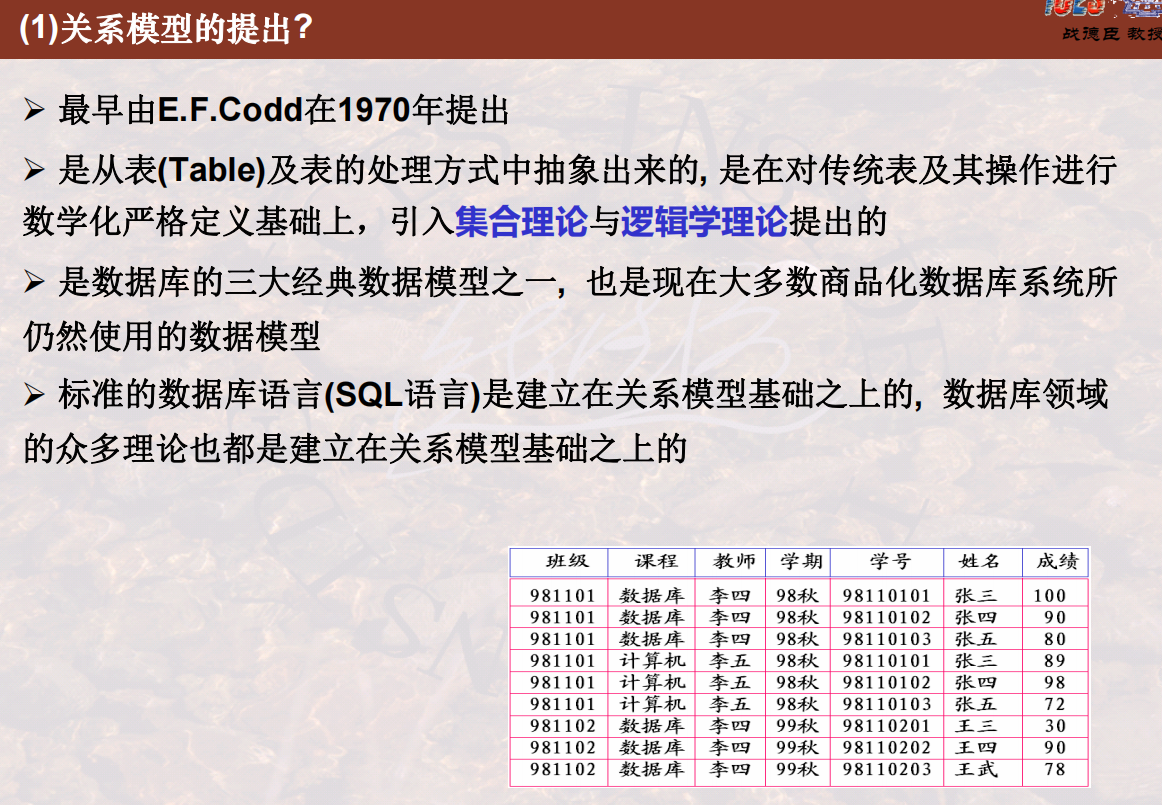 (1)关系模型的提出?
战德臣 教授
➢ 最早由E.F.Codd在1970年提出
➢ 是从表(Table)及表的处理方式中抽象出来的, 是在对传统表及其操作进行
数学化严格定义基础上，引入集合理论与逻辑学理论提出的
➢ 是数据库的三大经典数据模型之一, 也是现在大多数商品化数据库系统所
仍然使用的数据模型
➢ 标准的数据库语言(SQL语言)是建立在关系模型基础之上的, 数据库领域
的众多理论也都是建立在关系模型基础之上的
班级 课程 教师 学期 学号 姓名 成绩
981101 数据库 李四 98秋 98110101 张三 100
981101 数据库 李四 98秋 98110102 张四 90
981101 数据库 李四 98秋 98110103 张五 80
981101 计算机 李五 98秋 98110101 张三 89
981101 计算机 李五 98秋 98110102 张四 98
981101 计算机 李五 98秋 98110103 张五 72
981102 数据库 李四 99秋 98110201 王三 30
981102 数据库 李四 99秋 98110202 王四 90
981102 数据库 李四 99秋 98110203 王武 78